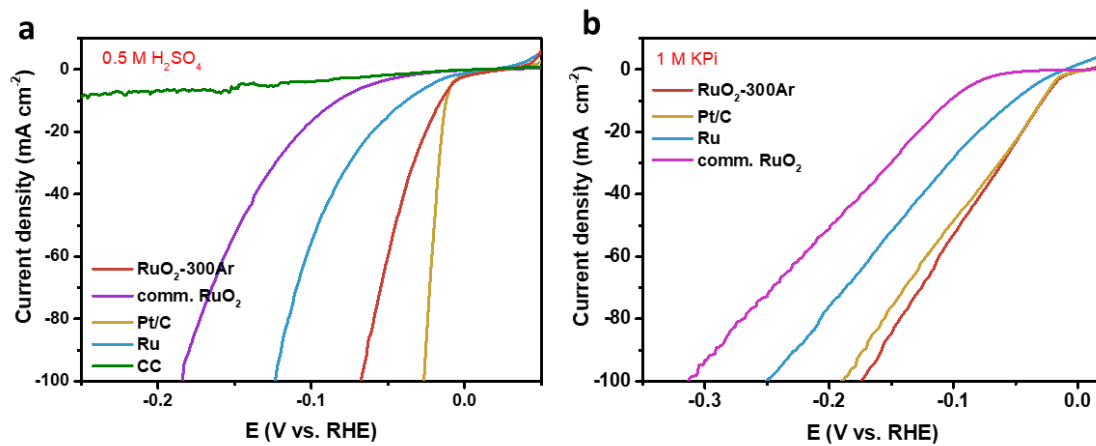 a
0.5 M H₂SO₄
Current density (mA cm⁻²)
0
-20
-40
-60
-80
-100
RuO₂-300Ar
comm. RuO₂
Pt/C
Ru
CC
-0.2
-0.1
0.0
E (V vs. RHE)
b
1 M KPi
Current density (mA cm⁻²)
0
-20
-40
-60
-80
-100
RuO₂-300Ar
Pt/C
Ru
comm. RuO₂
-0.3
-0.2
-0.1
0.0
E (V vs. RHE)